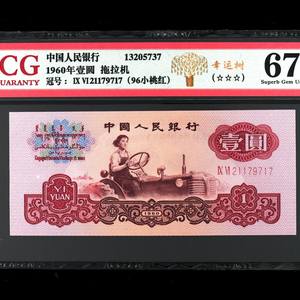 CG
GUARANTY
中国人民银行 13205737
1960年壹圆 拖拉机
冠号： IX VI 21179717 (96小桃红)
幸运树
(☆☆☆)
67
Superb Gem U
中国人民银行
壹圆
IX VI 21179717
YI
YUAN
1960
1